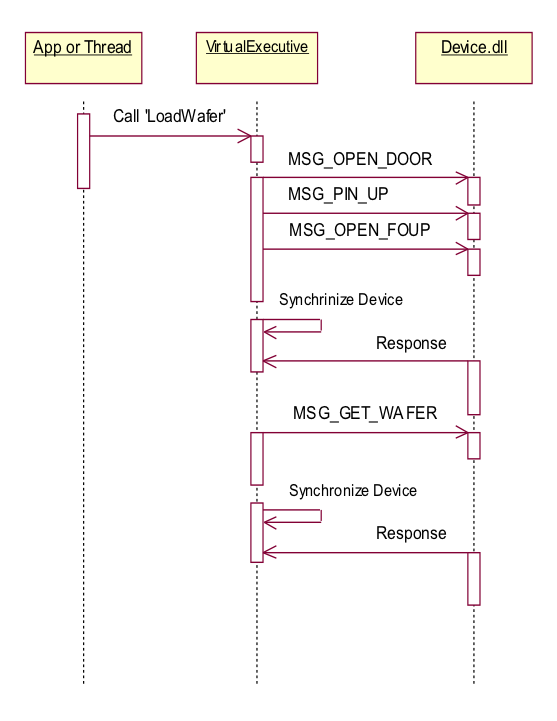 App or Thread
VirtualExecutive
Device.dll
Call 'LoadWafer'
MSG_OPEN_DOOR
MSG_PIN_UP
MSG_OPEN_FOUP
Synchrinize Device
Response
MSG_GET_WAFER
Synchronize Device
Response